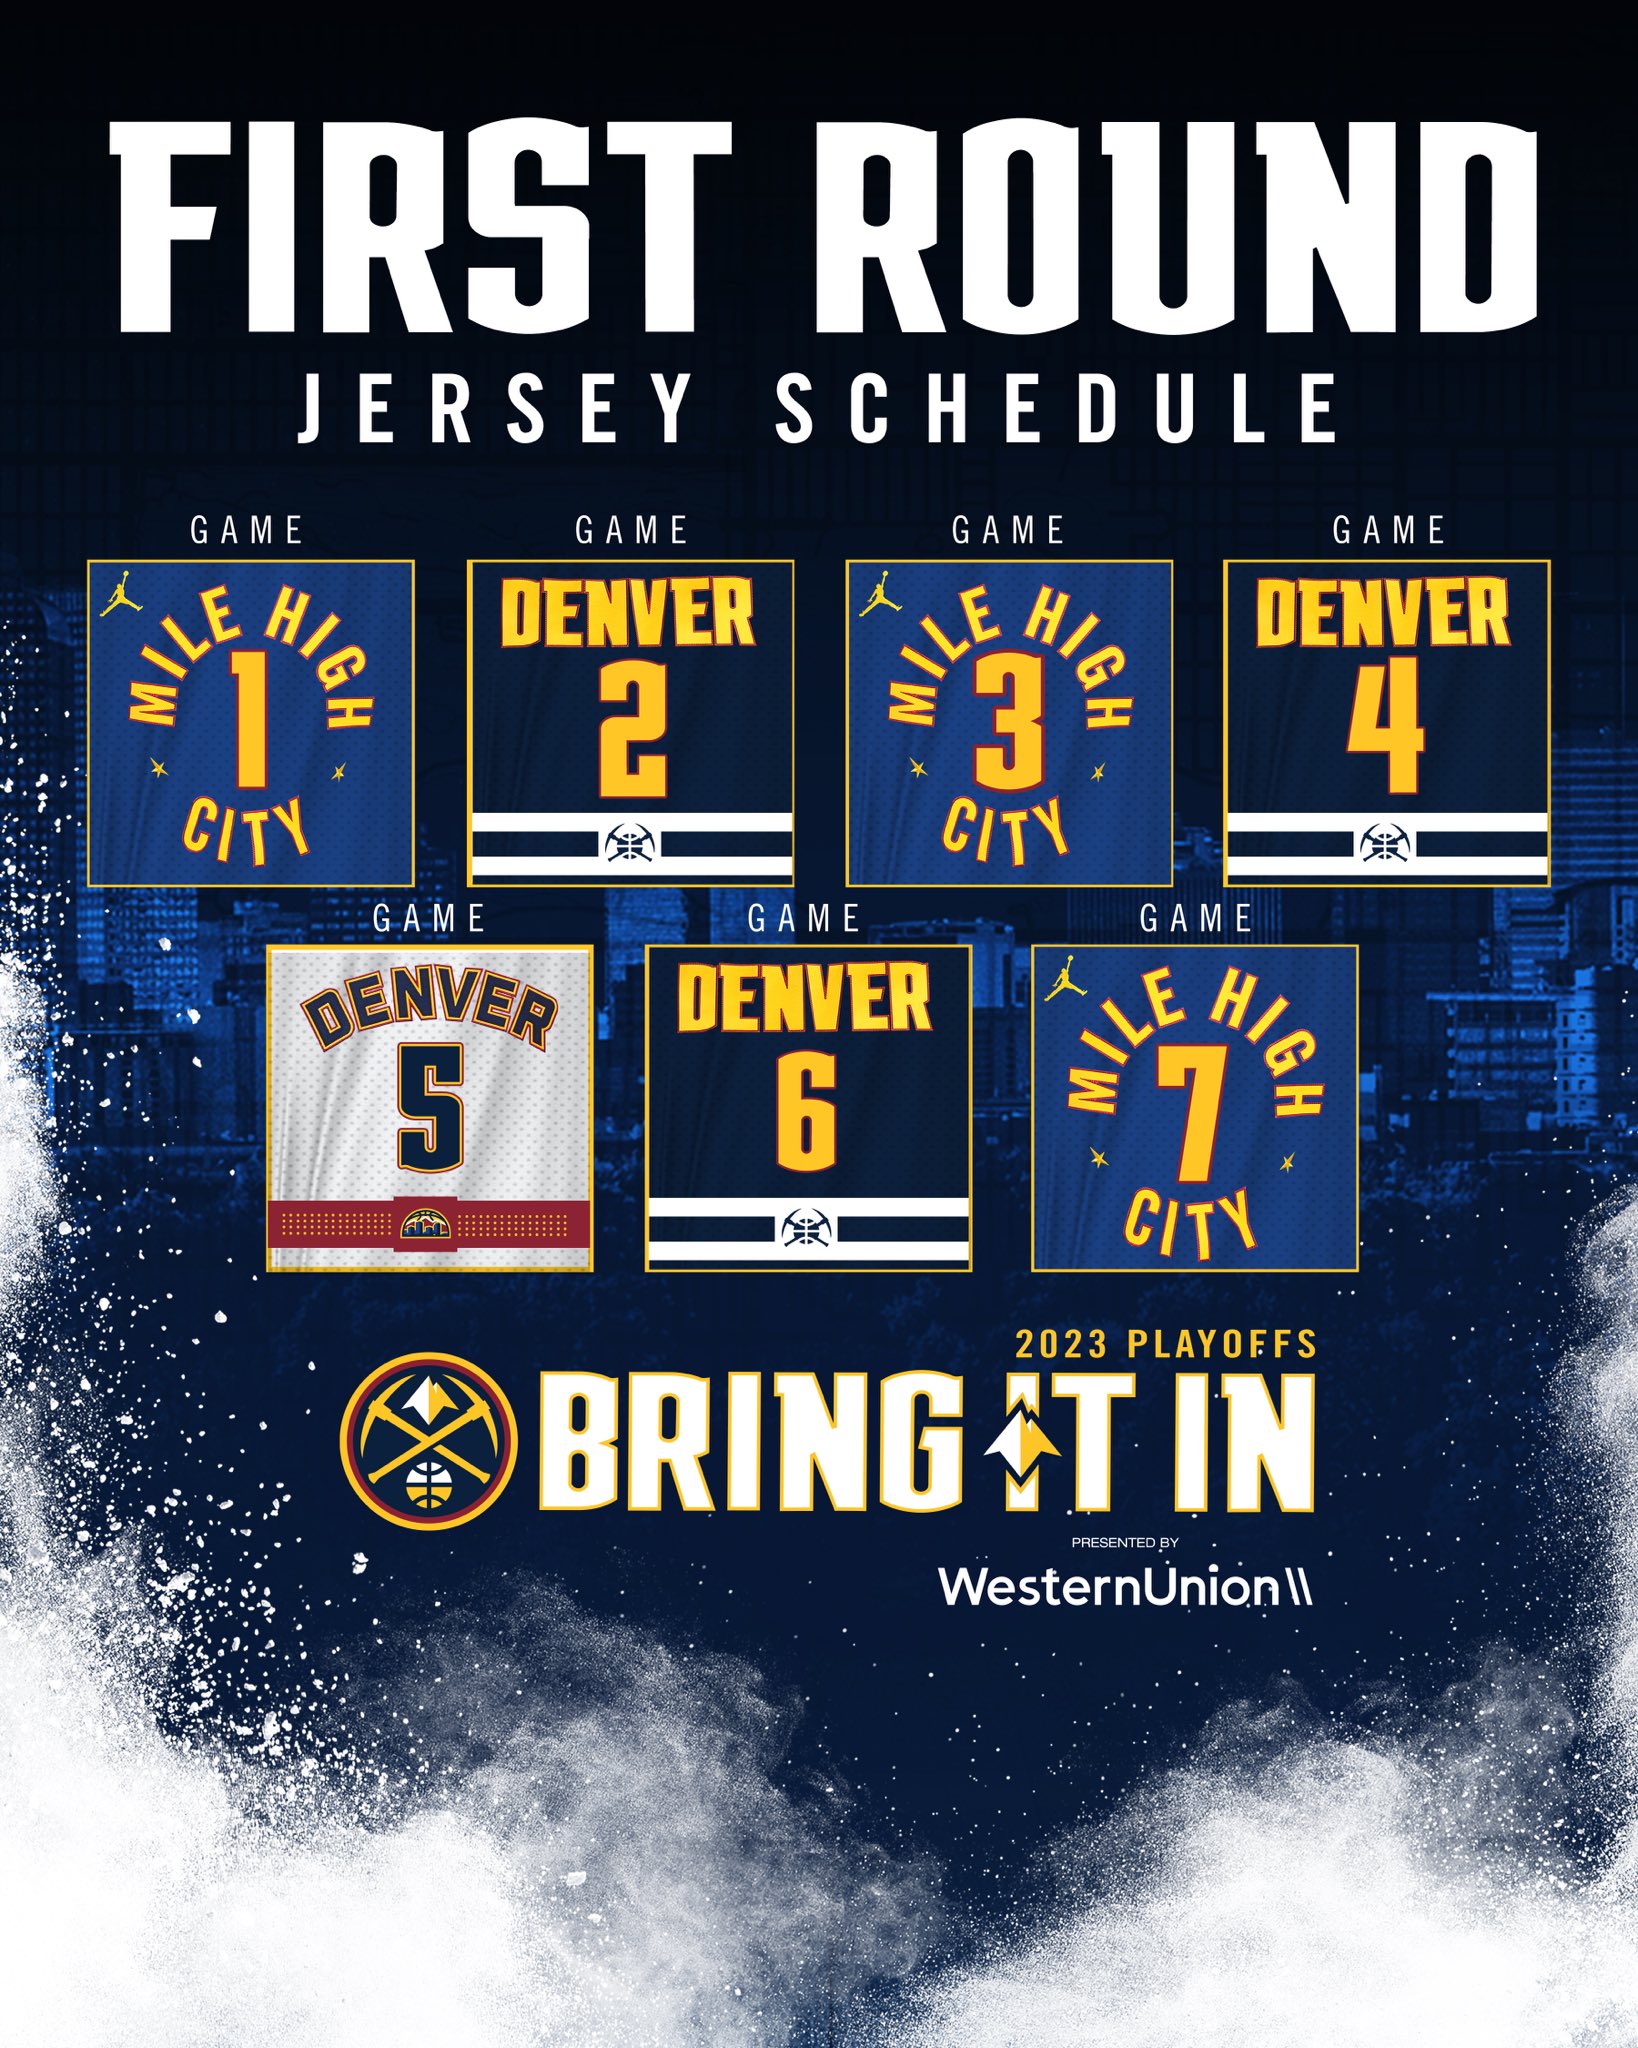 FIRST ROUND
JERSEY SCHEDULE
GAME GAME GAME GAME
MILE HIGH
1
CITY
DENVER
2
MILE HIGH
3
CITY
DENVER
4
GAME GAME GAME
DENVER
5
DENVER
6
MILE HIGH
7
CITY
2023 PLAYOFFS
BRING IT IN
PRESENTED BY
WesternUnion\\